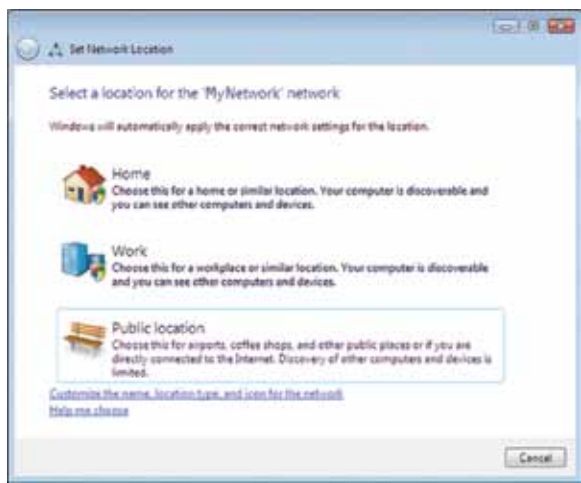 Set Network Location
Select a location for the 'MyNetwork' network
Windows will automatically apply the correct network settings for the location.
Home
Choose this for a home or similar location. Your computer is discoverable and
you can see other computers and devices.
Work
Choose this for a workplace or similar location. Your computer is discoverable
and you can see other computers and devices.
Public location
Choose this for airports, coffee shops, and other public places or if you are
directly connected to the Internet. Discovery of other computers and devices is
limited.
Customize the name, location type, and icon for the network
Help me choose
Cancel